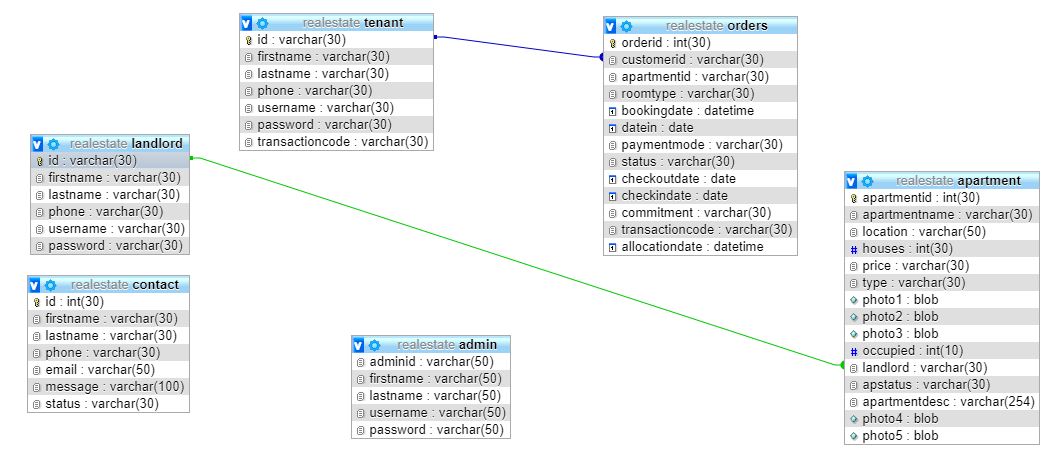 realestate tenant
id : varchar(30)
firstname : varchar(30)
lastname : varchar(30)
phone : varchar(30)
username : varchar(30)
password : varchar(30)
transactioncode : varchar(30)
realestate orders
orderid : int(30)
customerid : varchar(30)
apartmentid : varchar(30)
roomtype : varchar(30)
bookingdate : datetime
datein : date
paymentmode : varchar(30)
status : varchar(30)
checkoutdate : date
checkindate : date
commitment : varchar(30)
transactioncode : varchar(30)
allocationdate : datetime
realestate landlord
id : varchar(30)
firstname : varchar(30)
lastname : varchar(30)
phone : varchar(30)
username : varchar(30)
password : varchar(30)
realestate apartment
apartmentid : int(30)
apartmentname : varchar(30)
location : varchar(50)
houses : int(30)
price : varchar(30)
type : varchar(30)
photo1 : blob
photo2 : blob
photo3 : blob
occupied : int(10)
landlord : varchar(30)
apstatus : varchar(30)
apartmentdesc : varchar(254)
photo4 : blob
photo5 : blob
realestate contact
id : int(30)
firstname : varchar(30)
lastname : varchar(30)
phone : varchar(30)
email : varchar(50)
message : varchar(100)
status : varchar(30)
realestate admin
adminid : varchar(50)
firstname : varchar(50)
lastname : varchar(50)
username : varchar(50)
password : varchar(50)